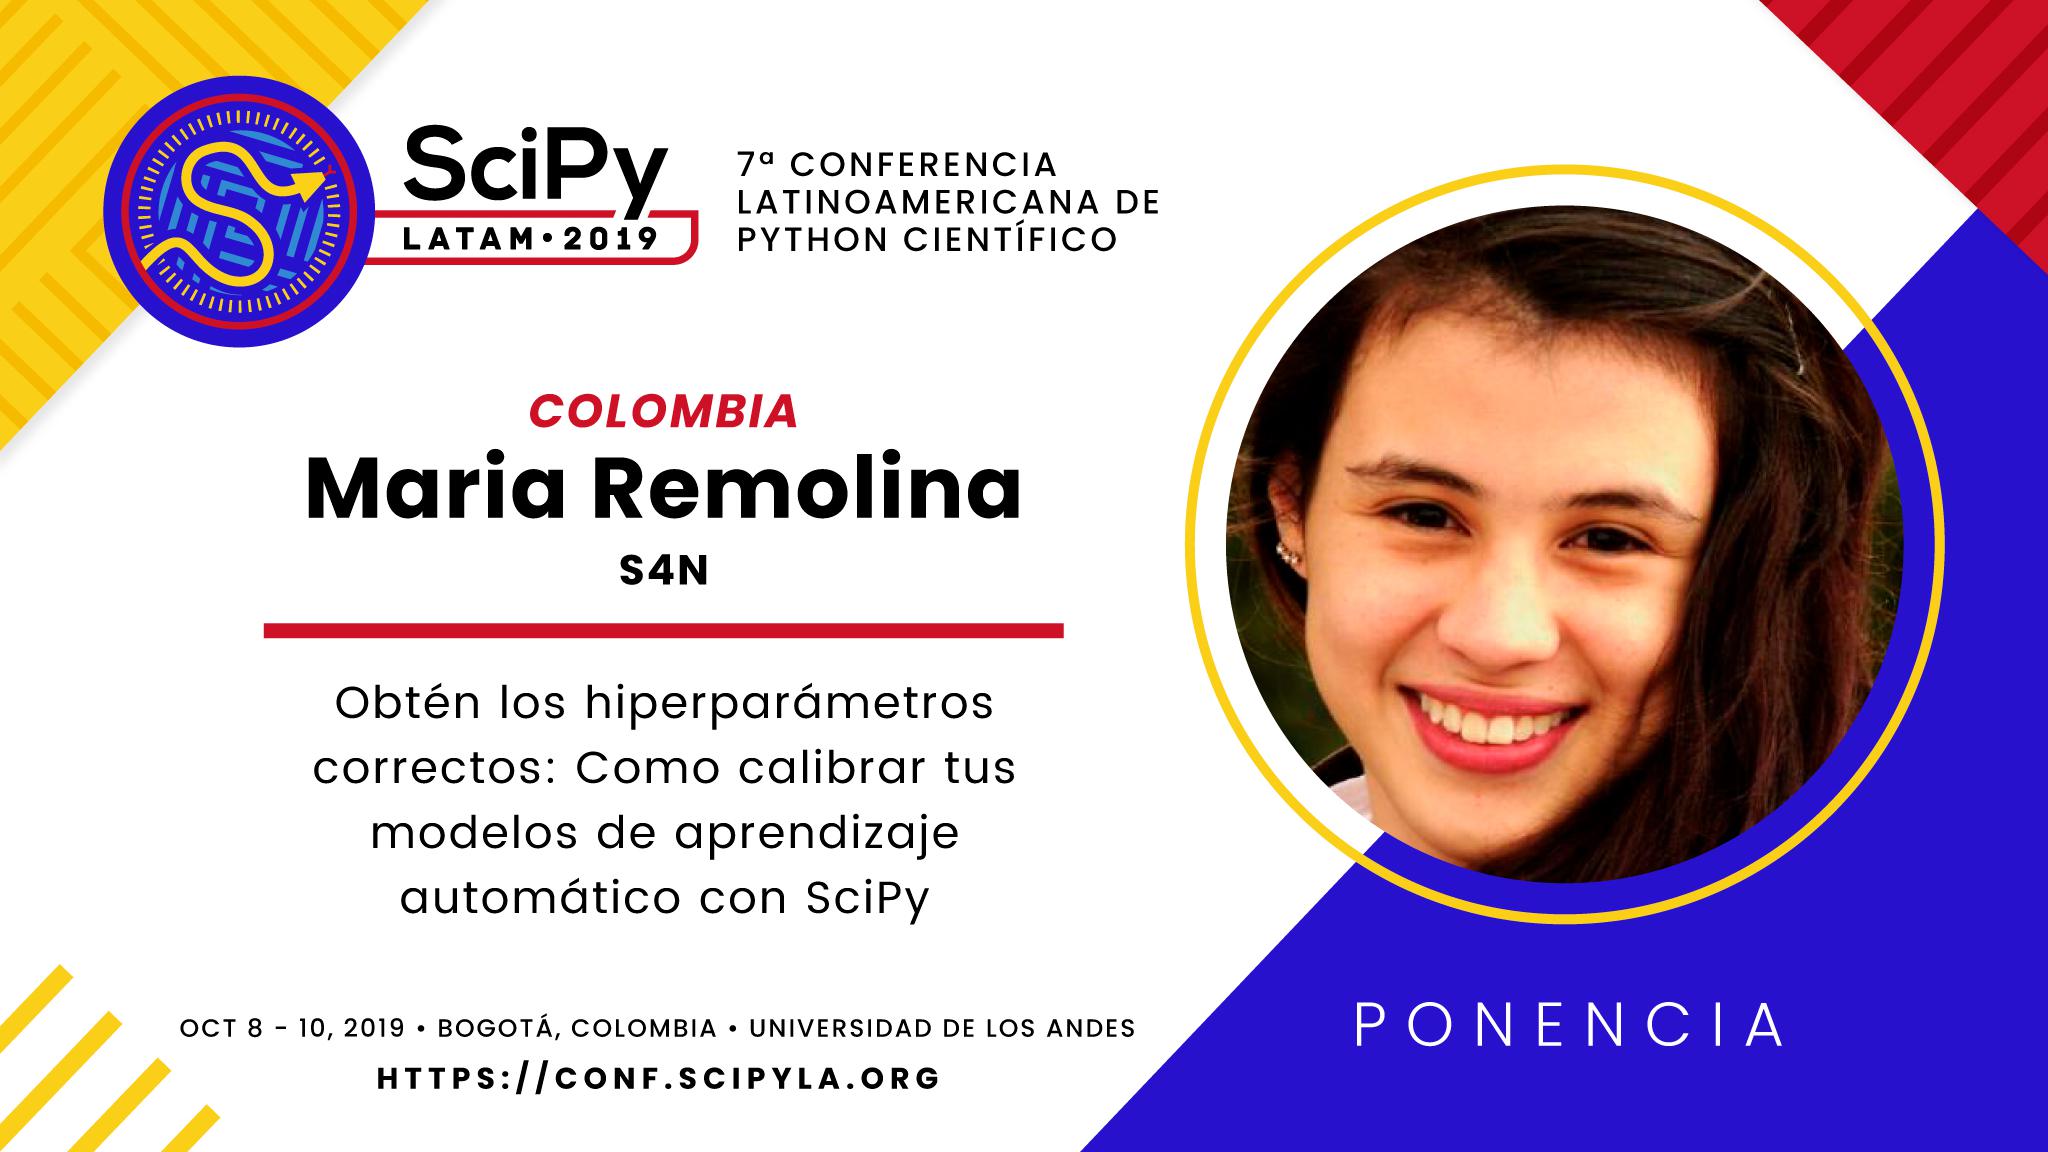 SciPy
LATAM•2019
7ª CONFERENCIA
LATINOAMERICANA DE
PYTHON CIENTÍFICO
COLOMBIA
Maria Remolina
S4N
Obtén los hiperparámetros
correctos: Como calibrar tus
modelos de aprendizaje
automático con SciPy
OCT 8 - 10, 2019 • BOGOTÁ, COLOMBIA • UNIVERSIDAD DE LOS ANDES
HTTPS://CONF.SCIPYLA.ORG
PONENCIA